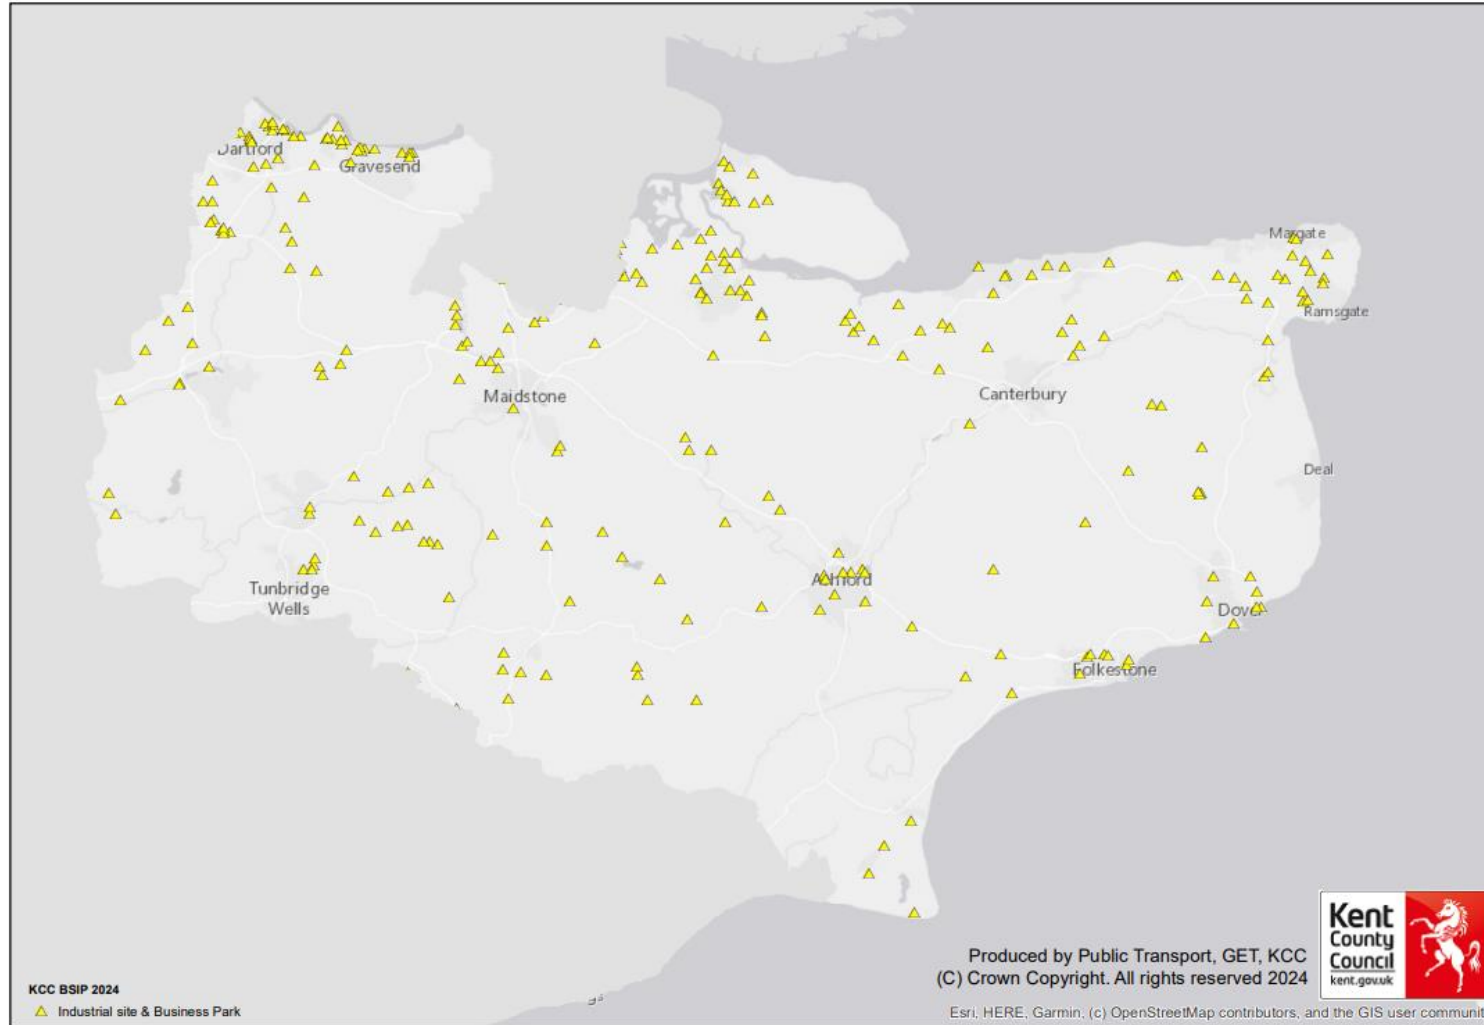 Dartford
Gravesend
Margate
Ramsgate
Maidstone
Canterbury
Deal
Tunbridge
Wells
Ashford
Dover
Folkestone
Kent
County
Council
kent.gov.uk
Produced by Public Transport, GET, KCC
(C) Crown Copyright. All rights reserved 2024
KCC BSIP 2024
Industrial site & Business Park
gs
Esri, HERE, Garmin, (c) OpenStreetMap contributors, and the GIS user communit